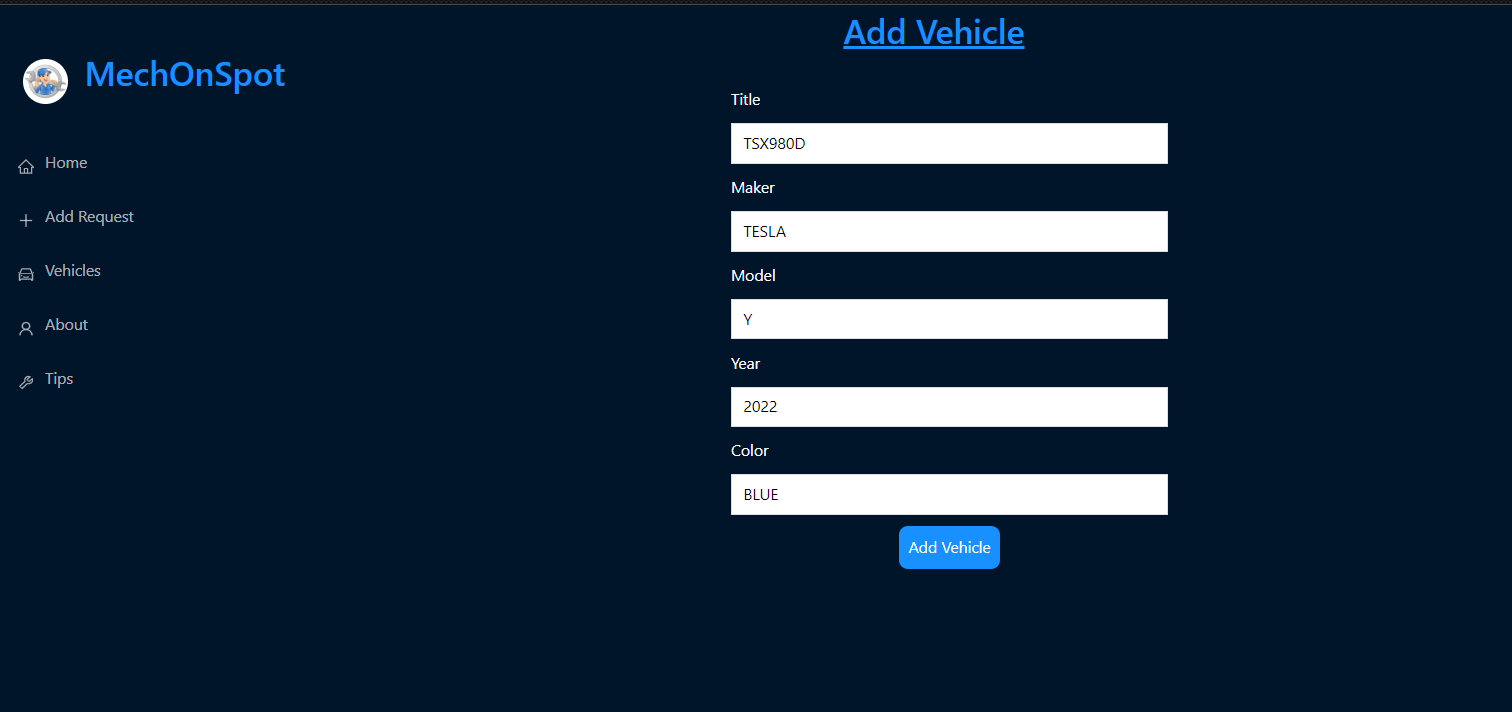 MechOnSpot
Home
Add Request
Vehicles
About
Tips
Add Vehicle
Title
TSX980D
Maker
TESLA
Model
Y
Year
2022
Color
BLUE
Add Vehicle